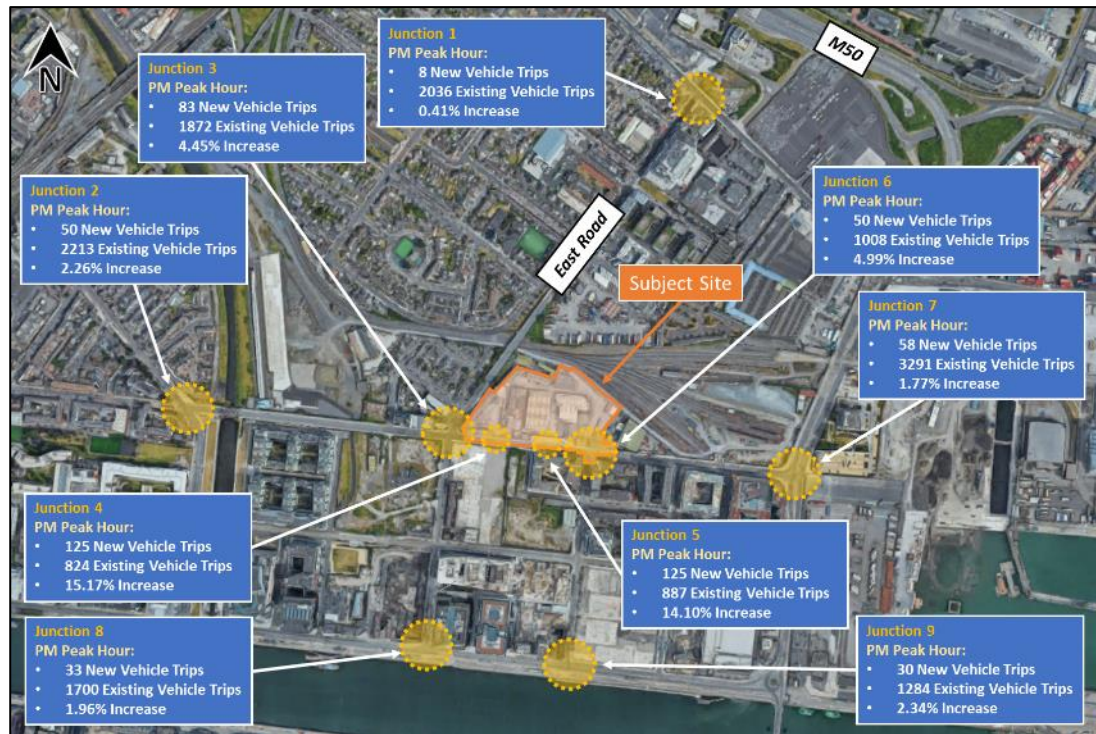 N
Junction 1
PM Peak Hour:
• 8 New Vehicle Trips
• 2036 Existing Vehicle Trips
• 0.41% Increase
M50
Junction 3
PM Peak Hour:
• 83 New Vehicle Trips
• 1872 Existing Vehicle Trips
• 4.45% Increase
Junction 2
PM Peak Hour:
• 50 New Vehicle Trips
• 2213 Existing Vehicle Trips
• 2.26% Increase
East Road
Subject Site
Junction 6
PM Peak Hour:
• 50 New Vehicle Trips
• 1008 Existing Vehicle Trips
• 4.99% Increase
Junction 7
PM Peak Hour:
• 58 New Vehicle Trips
• 3291 Existing Vehicle Trips
• 1.77% Increase
Junction 4
PM Peak Hour:
• 125 New Vehicle Trips
• 824 Existing Vehicle Trips
• 15.17% Increase
Junction 5
PM Peak Hour:
• 125 New Vehicle Trips
• 887 Existing Vehicle Trips
• 14.10% Increase
Junction 8
PM Peak Hour:
• 33 New Vehicle Trips
• 1700 Existing Vehicle Trips
• 1.96% Increase
Junction 9
PM Peak Hour:
• 30 New Vehicle Trips
• 1284 Existing Vehicle Trips
• 2.34% Increase